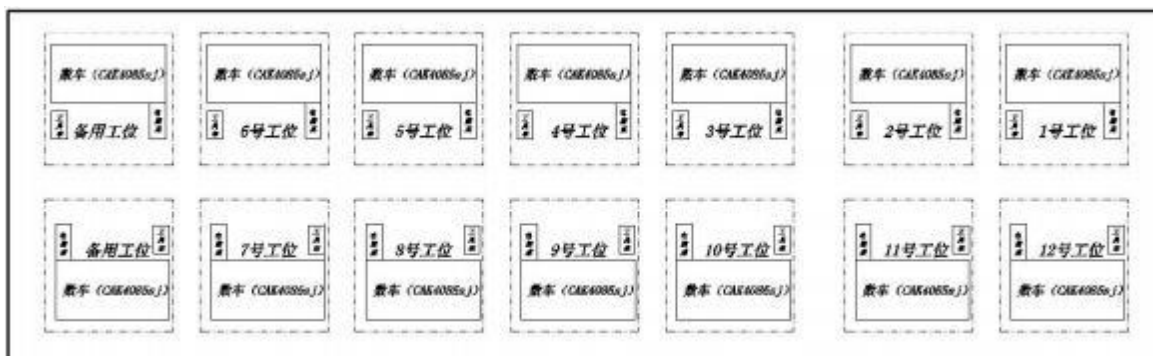 数车（CAK4085sj） 数车（CAK4085sj） 数车（CAK4085sj） 数车（CAK4085sj） 数车（CAK4085sj） 数车（CAK4085sj） 数车（CAK4085sj）
备用工位 6号工位 5号工位 4号工位 3号工位 2号工位 1号工位
备用工位 7号工位 8号工位 9号工位 10号工位 11号工位 12号工位
数车（CAK4085sj） 数车（CAK4085sj） 数车（CAK4085sj） 数车（CAK4085sj） 数车（CAK4085sj） 数车（CAK4085sj） 数车（CAK4085sj）